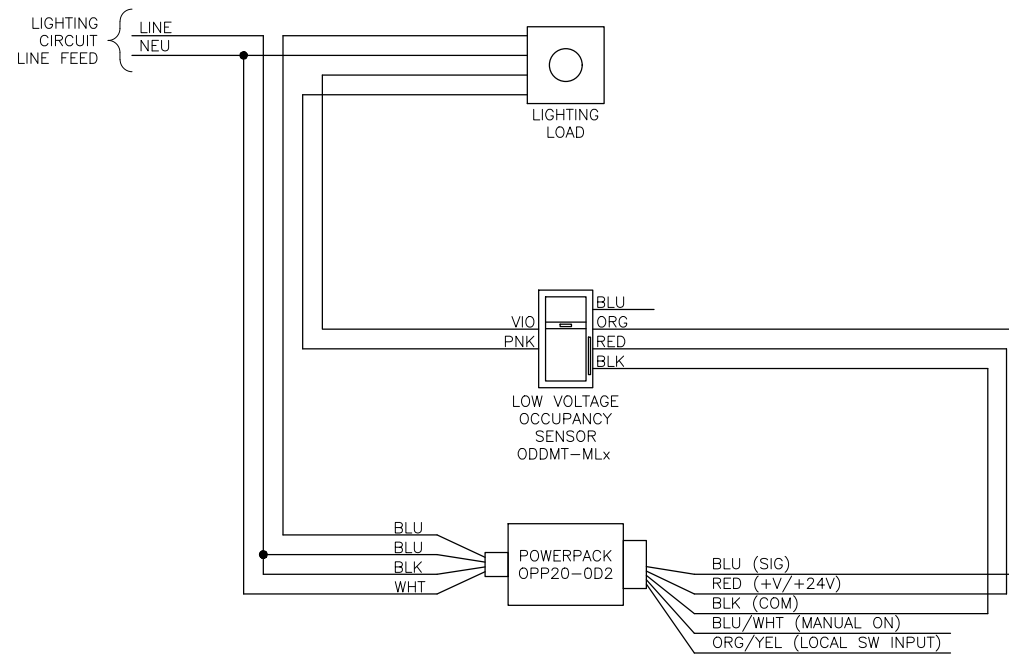 LIGHTING
CIRCUIT
LINE FEED
LINE
NEU
LIGHTING
LOAD
VIO
PNK
BLU
ORG
RED
BLK
LOW VOLTAGE
OCCUPANCY
SENSOR
ODDMT-MLx
BLU
BLU
BLK
WHT
POWERPACK
OPP20-0D2
BLU (SIG)
RED (+V/+24V)
BLK (COM)
BLU/WHT (MANUAL ON)
ORG/YEL (LOCAL SW INPUT)